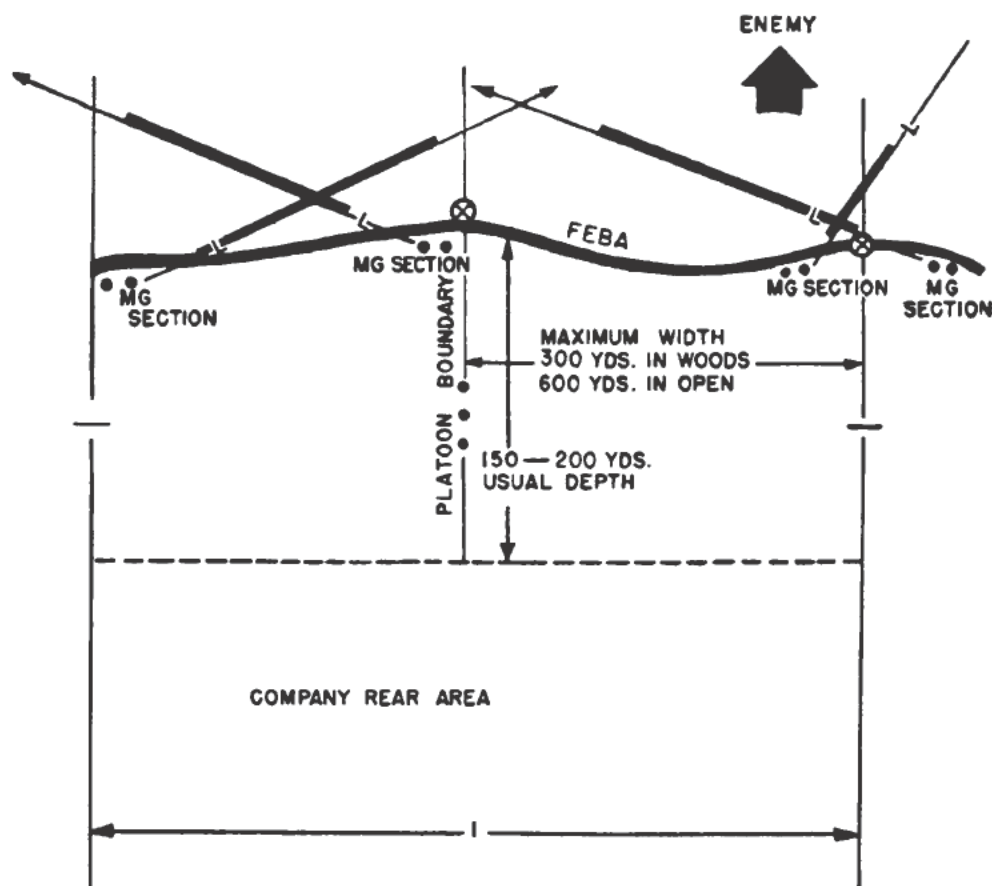 ENEMY
L
L
L
L
FEBA
MG SECTION
MG
SECTION
MG SECTION
MG
SECTION
PLATOON BOUNDARY
MAXIMUM WIDTH
300 YDS. IN WOODS
600 YDS. IN OPEN
150 — 200 YDS.
USUAL DEPTH
COMPANY REAR AREA
I